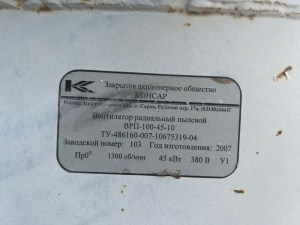 Закрытое акционерное общество
КОНСАР
г. Саров,
Вентилятор радиальный пылевой
ВРП-100-45-10
ТУ-486160-007-10675319-04
Заводской номер: 103 Год изготовления: 2007
Пр0° 1300 об/мин 45 кВт 380 В У1